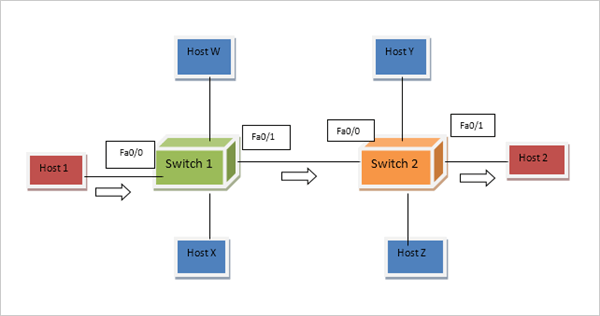 Host W
Host Y
Fa0/1
Fa0/0
Fa0/1
Fa0/0
Host 1
Switch 1
Switch 2
Host 2
Host X
Host Z